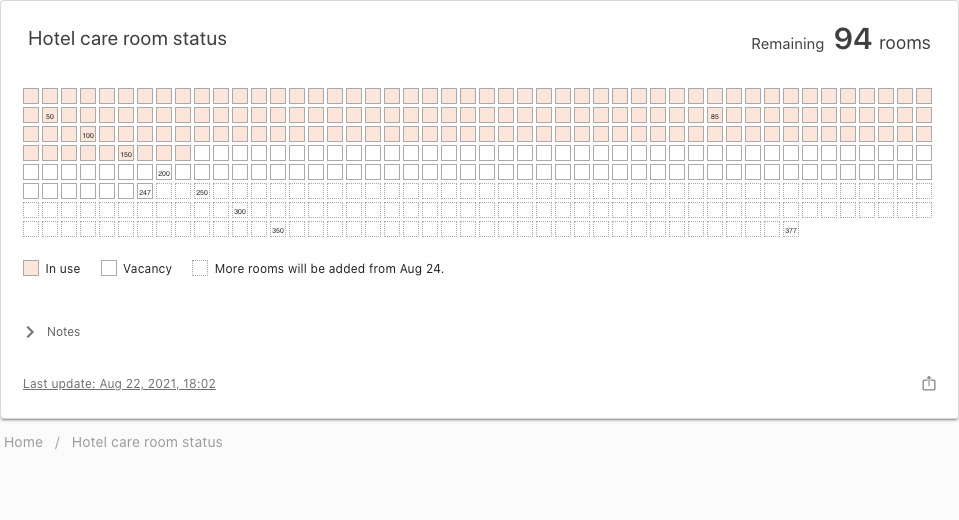 Hotel care room status
Remaining 94 rooms
50 85
100
150
200
247 250
300
350 377
In use Vacancy More rooms will be added from Aug 24.
Notes
Last update: Aug 22, 2021, 18:02
Home / Hotel care room status